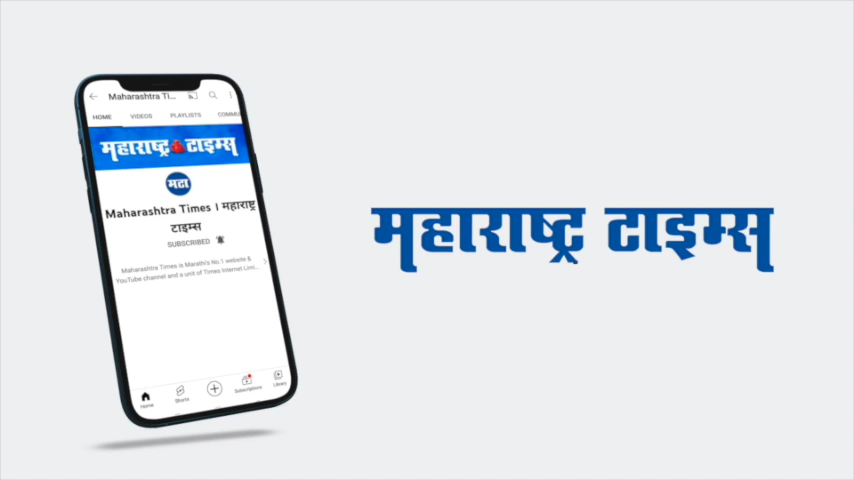 Maharashtra Ti...
HOME VIDEOS PLAYLISTS COMMU
महाराष्ट्र टाइम्स
मटा
Maharashtra Times । महाराष्ट्र
टाइम्स
SUBSCRIBED
Maharashtra Times is Marathi's No.1 website &
YouTube channel and a unit of Times Internet Limi...
Home Shorts Subscriptions Library
महाराष्ट्र टाइम्स